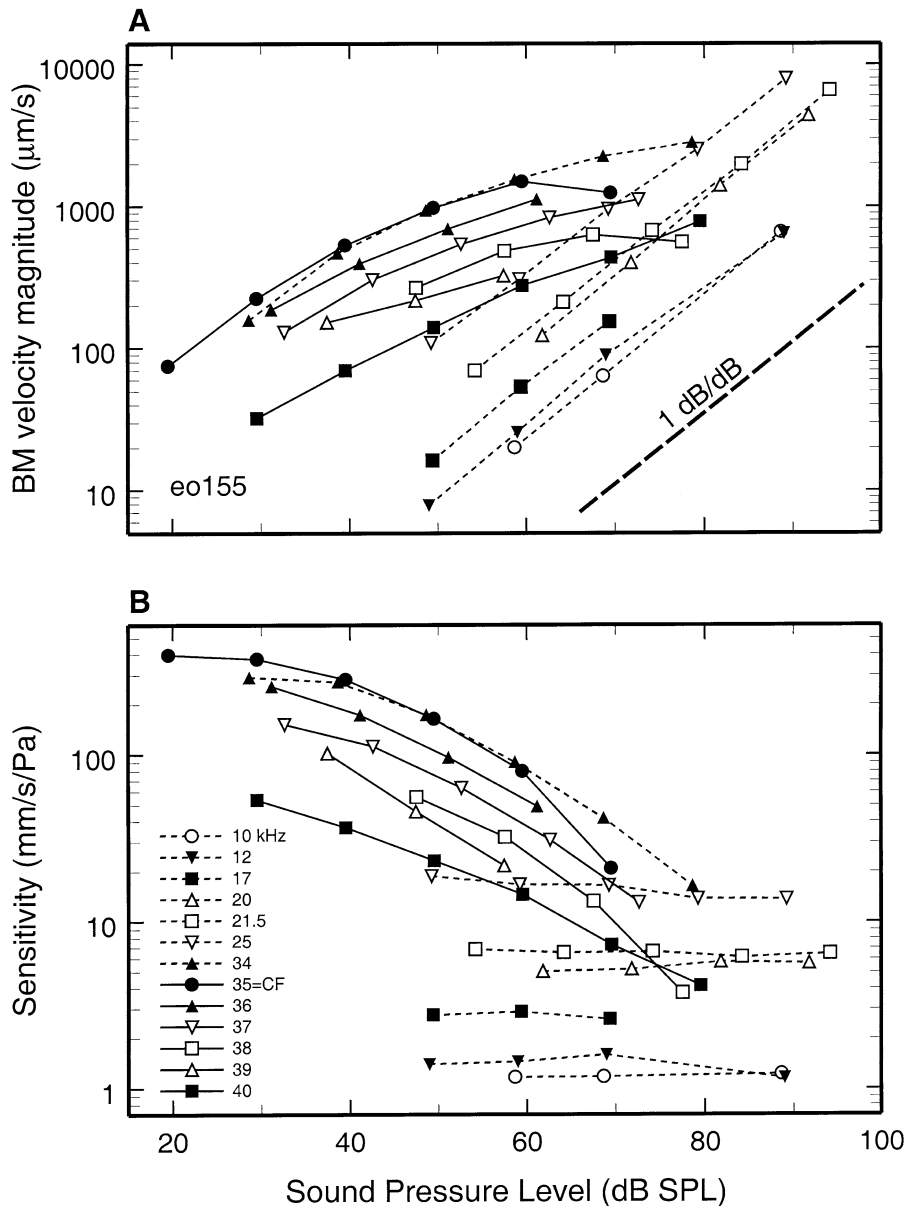 A
BM velocity magnitude (µm/s)
10000
1000
100
10
1 dB/dB
eo155
B
Sensitivity (mm/s/Pa)
100
10
1
10 kHz
12
17
20
21.5
25
34
35=CF
36
37
38
39
40
20 40 60 80 100
Sound Pressure Level (dB SPL)